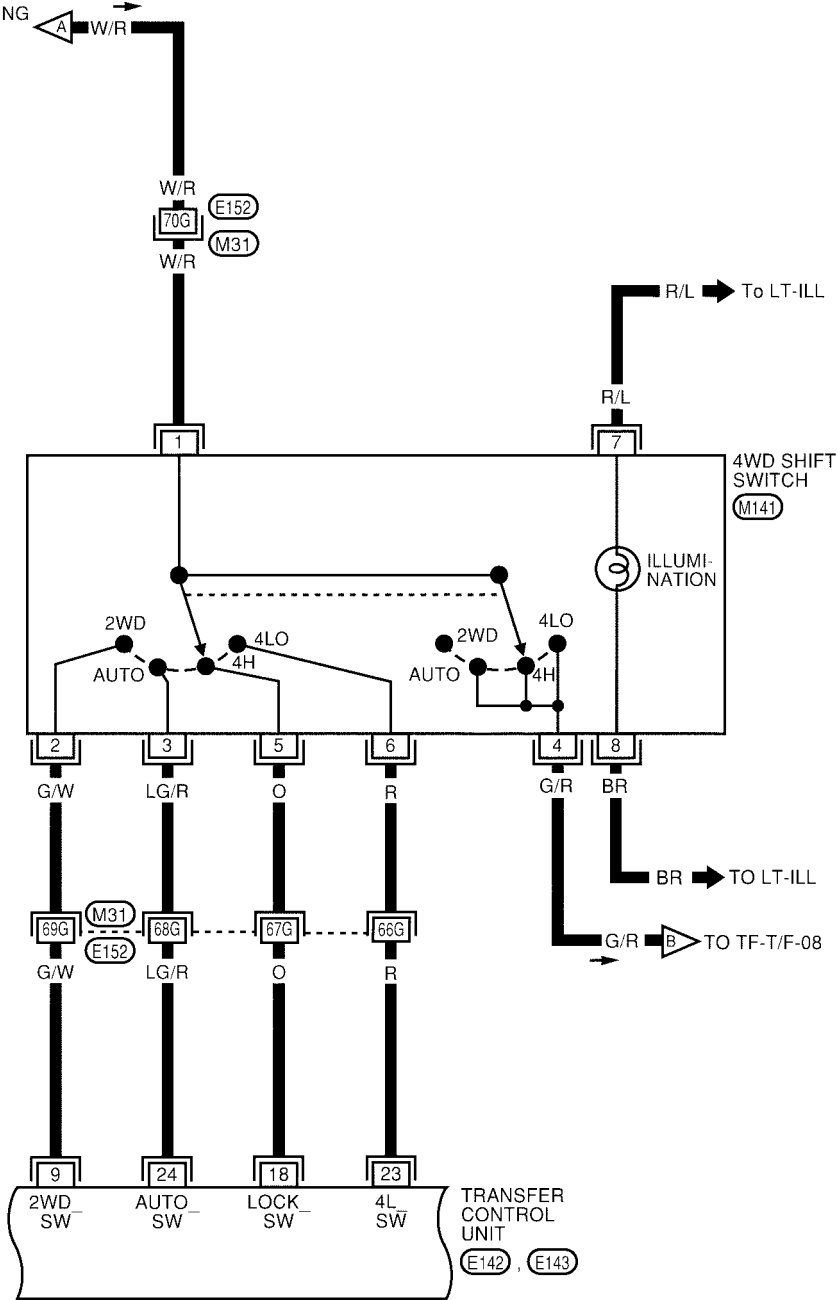 NG
A
W/R
W/R
70G
E152
M31
W/R
R/L
To LT-ILL
R/L
1
7
4WD SHIFT
SWITCH
M141
ILLUMI-
NATION
2WD
4LO
AUTO
4H
2WD
4LO
AUTO
4H
2
3
5
6
4
8
G/W
LG/R
O
R
G/R
BR
BR
TO LT-ILL
69G
M31
E152
68G
67G
66G
G/R
B
TO TF-T/F-08
G/W
LG/R
O
R
9
24
18
23
2WD_
SW
AUTO_
SW
LOCK_
SW
4L_
SW
TRANSFER
CONTROL
UNIT
E142 , E143